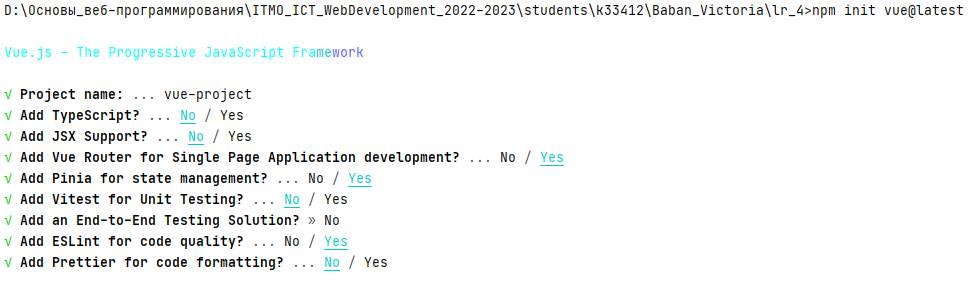 D:\Основы_веб-программирования\ITMO_ICT_WebDevelopment_2022-2023\students\k33412\Baban_Victoria\lr_4>npm init vue@latest
Vue.js - The Progressive JavaScript Framework
√ Project name: ... vue-project
√ Add TypeScript? ... No / Yes
√ Add JSX Support? ... No / Yes
√ Add Vue Router for Single Page Application development? ... No / Yes
√ Add Pinia for state management? ... No / Yes
√ Add Vitest for Unit Testing? ... No / Yes
√ Add an End-to-End Testing Solution? » No
√ Add ESLint for code quality? ... No / Yes
√ Add Prettier for code formatting? ... No / Yes